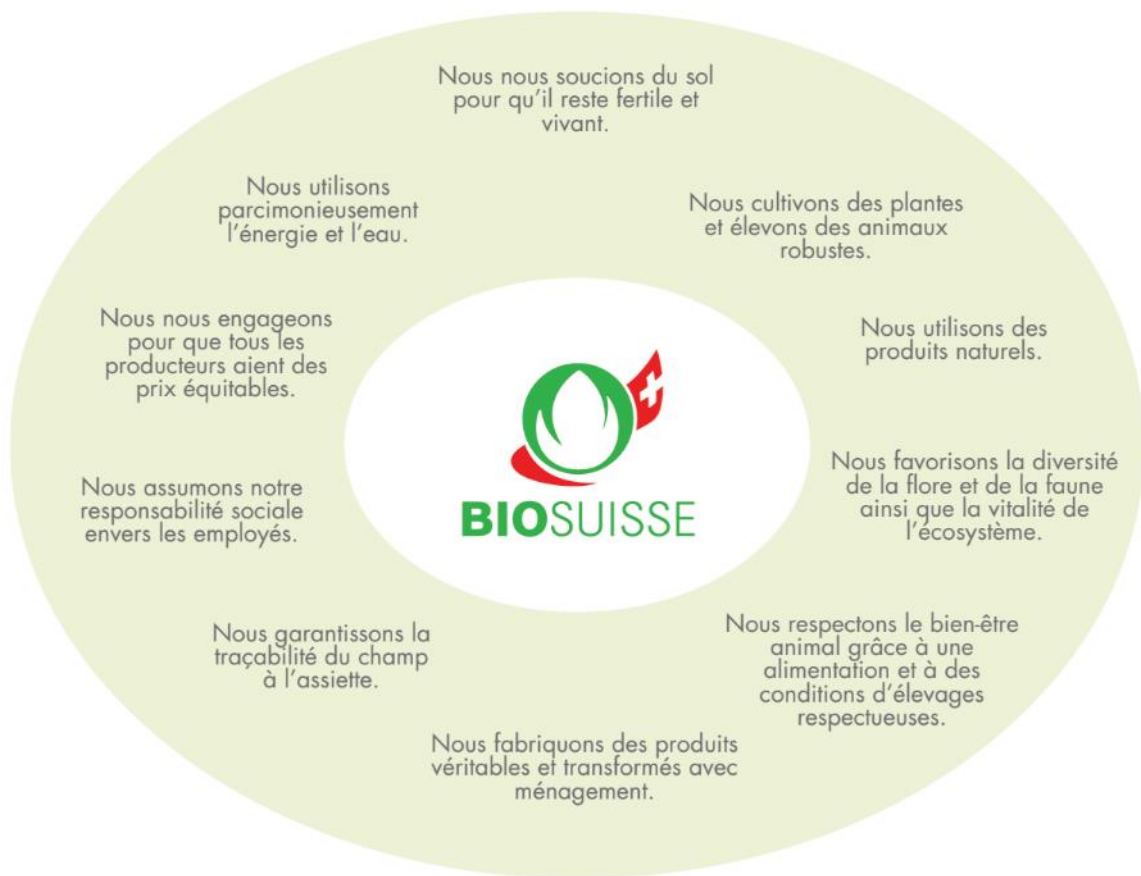 Nous nous soucions du sol
pour qu'il reste fertile et
vivant.
Nous cultivons des plantes
et élevons des animaux
robustes.
Nous utilisons des
produits naturels.
Nous favorisons la diversité
de la flore et de la faune
ainsi que la vitalité de
l'écosystème.
Nous respectons le bien-être
animal grâce à une
alimentation et à des
conditions d'élevages
respectueuses.
Nous fabriquons des produits
véritables et transformés avec
ménagement.
Nous garantissons la
traçabilité du champ
à l'assiette.
Nous assumons notre
responsabilité sociale
envers les employés.
Nous nous engageons
pour que tous les
producteurs aient des
prix équitables.
Nous utilisons
parcimonieusement
l'énergie et l'eau.
BIOSUISSE